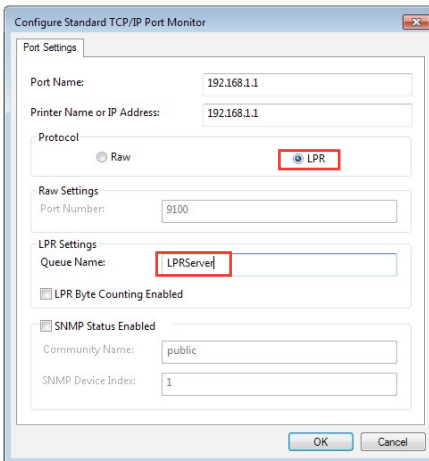 Configure Standard TCP/IP Port Monitor
Port Settings
Port Name: 192.168.1.1
Printer Name or IP Address: 192.168.1.1
Protocol
Raw LPR
Raw Settings
Port Number: 9100
LPR Settings
Queue Name: LPRServer
LPR Byte Counting Enabled
SNMP Status Enabled
Community Name: public
SNMP Device Index: 1
OK Cancel